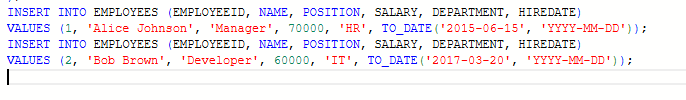 INSERT INTO EMPLOYEES (EMPLOYEEID, NAME, POSITION, SALARY, DEPARTMENT, HIREDATE)
VALUES (1, 'Alice Johnson', 'Manager', 70000, 'HR', TO_DATE('2015-06-15', 'YYYY-MM-DD'));
INSERT INTO EMPLOYEES (EMPLOYEEID, NAME, POSITION, SALARY, DEPARTMENT, HIREDATE)
VALUES (2, 'Bob Brown', 'Developer', 60000, 'IT', TO_DATE('2017-03-20', 'YYYY-MM-DD'));